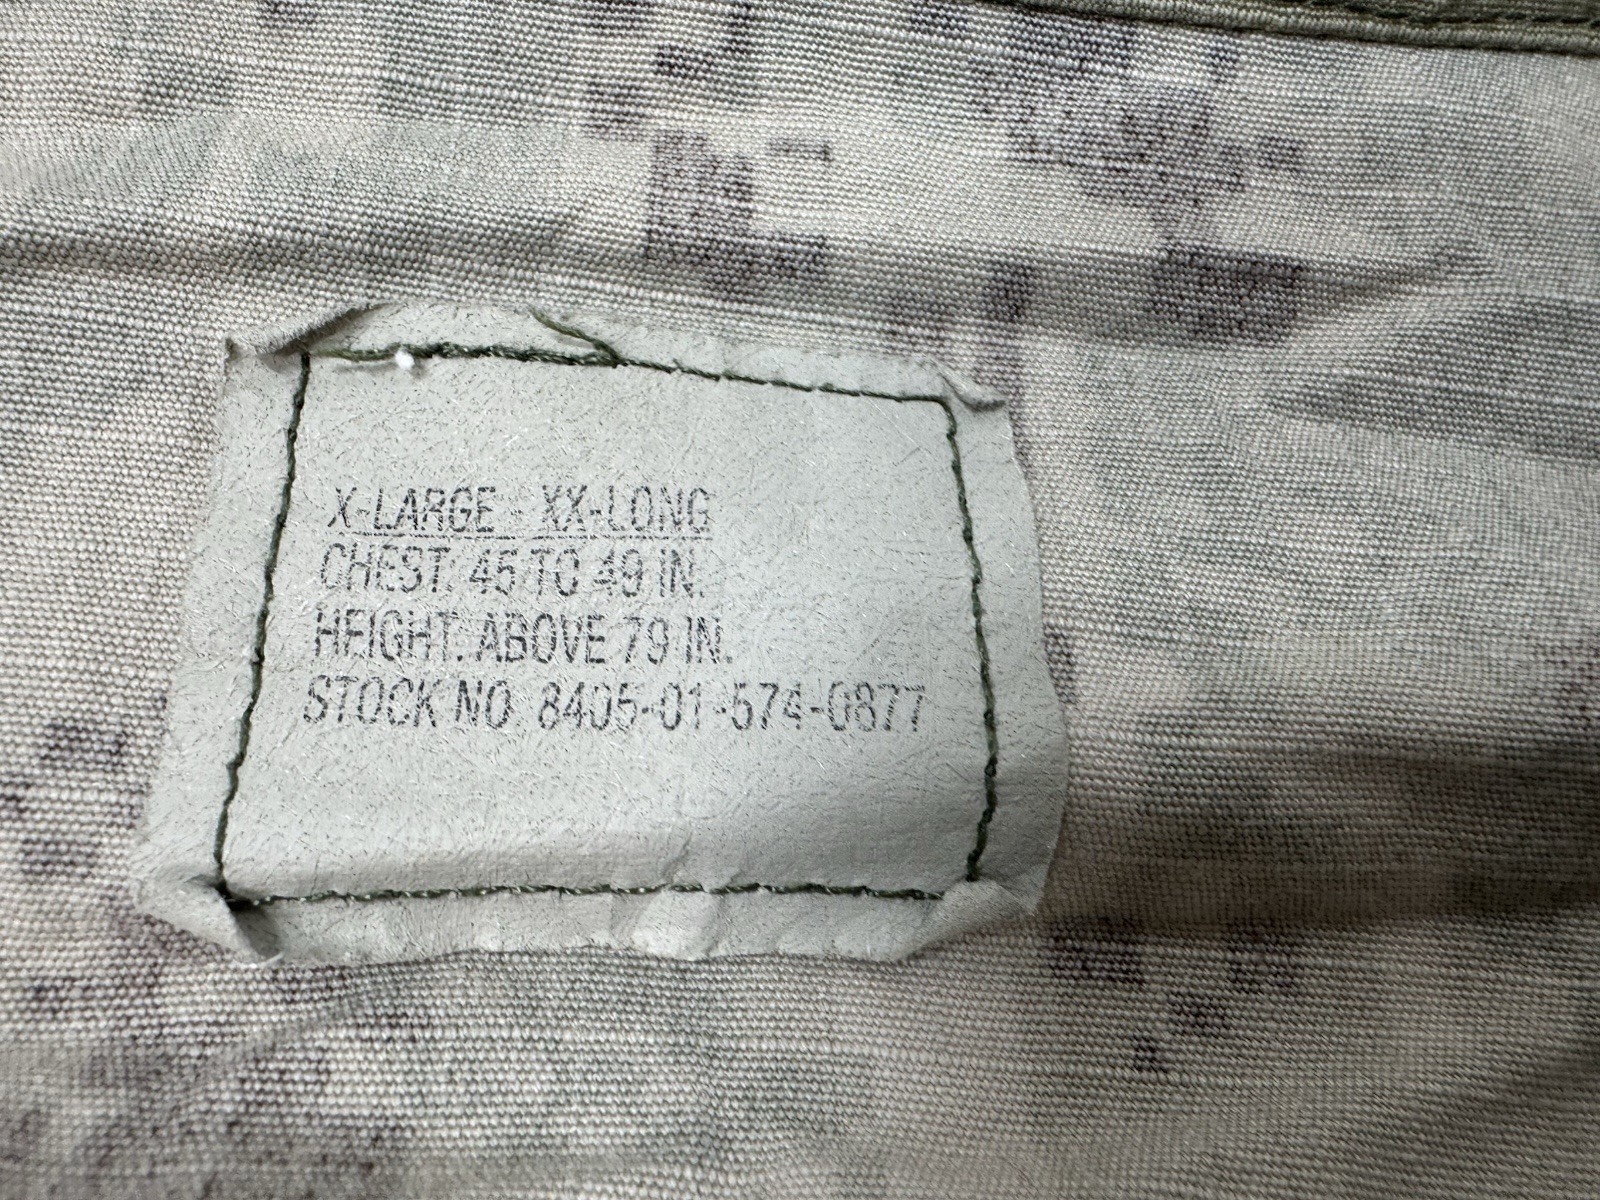 X-LARGE - XX-LONG
CHEST: 45 TO 49 IN.
HEIGHT: ABOVE 79 IN.
STOCK NO. 8405-01-574-0877